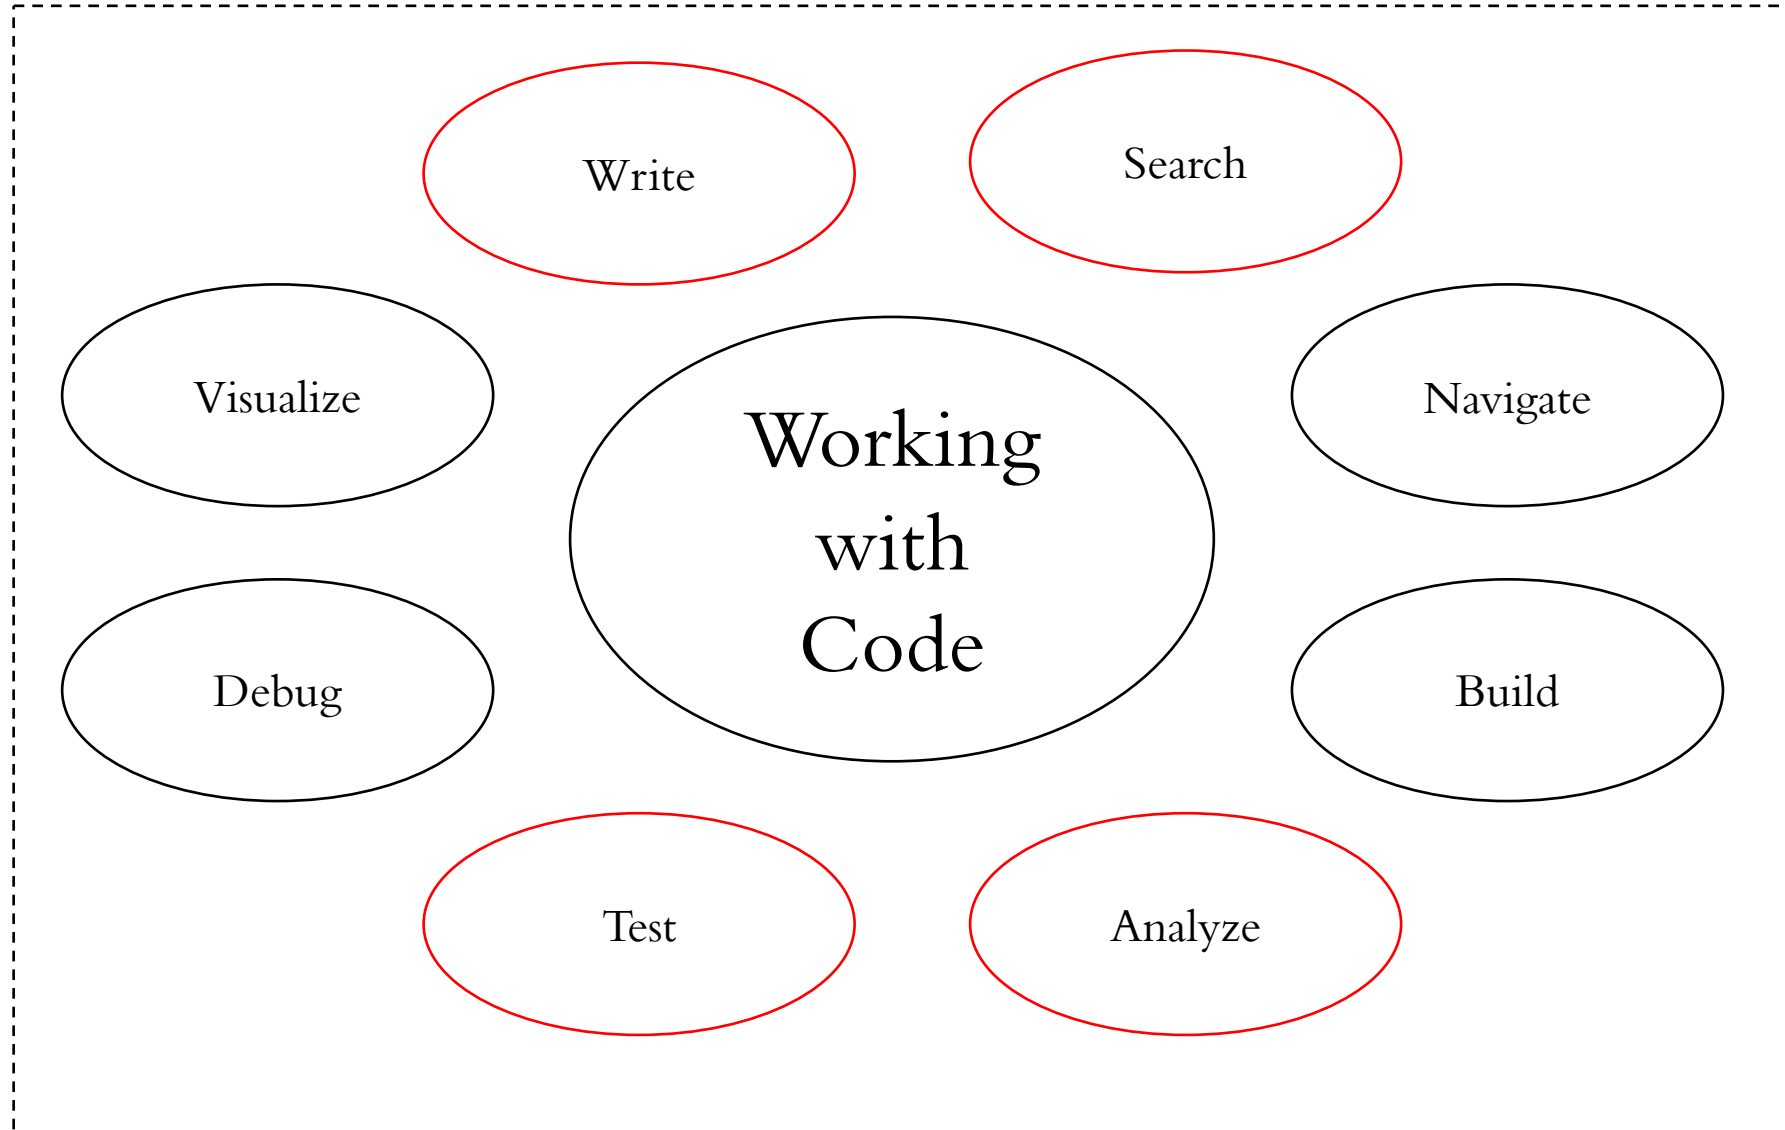 Write
Search
Visualize
Navigate
Working
with
Code
Debug
Build
Test
Analyze